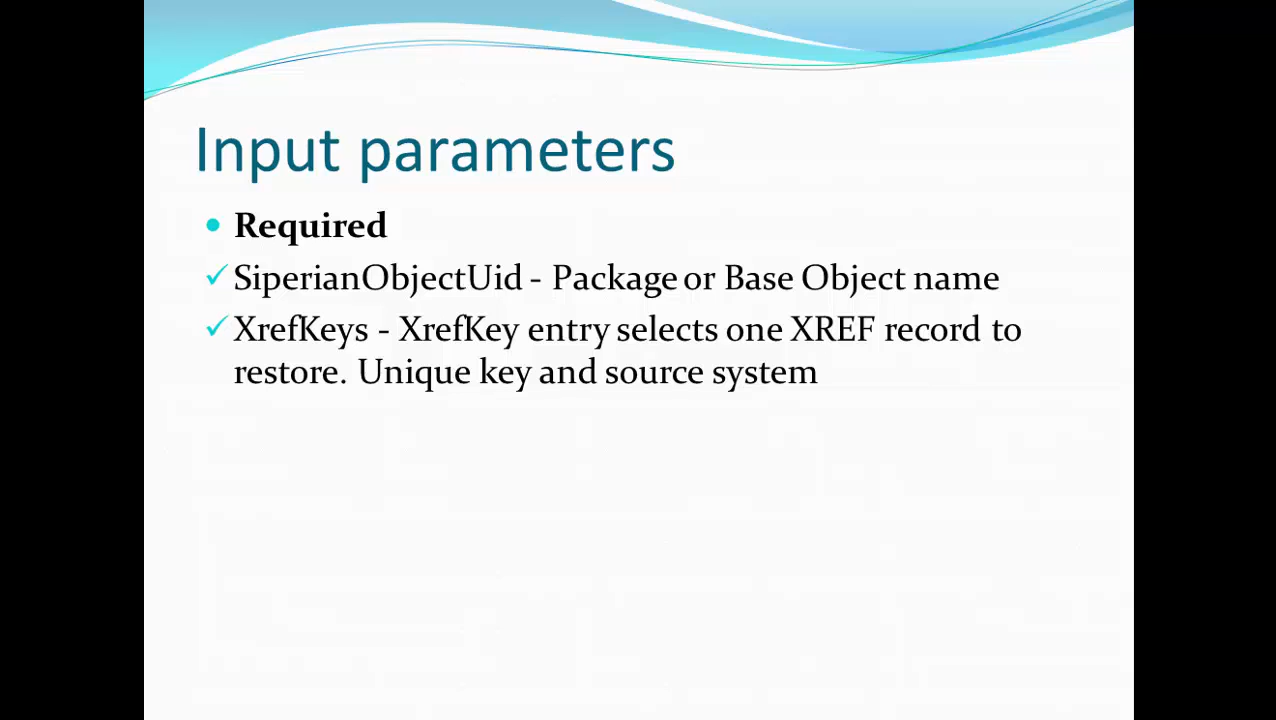 Input parameters
Required
SiperianObjectUid - Package or Base Object name
XrefKeys - XrefKey entry selects one XREF record to
restore. Unique key and source system